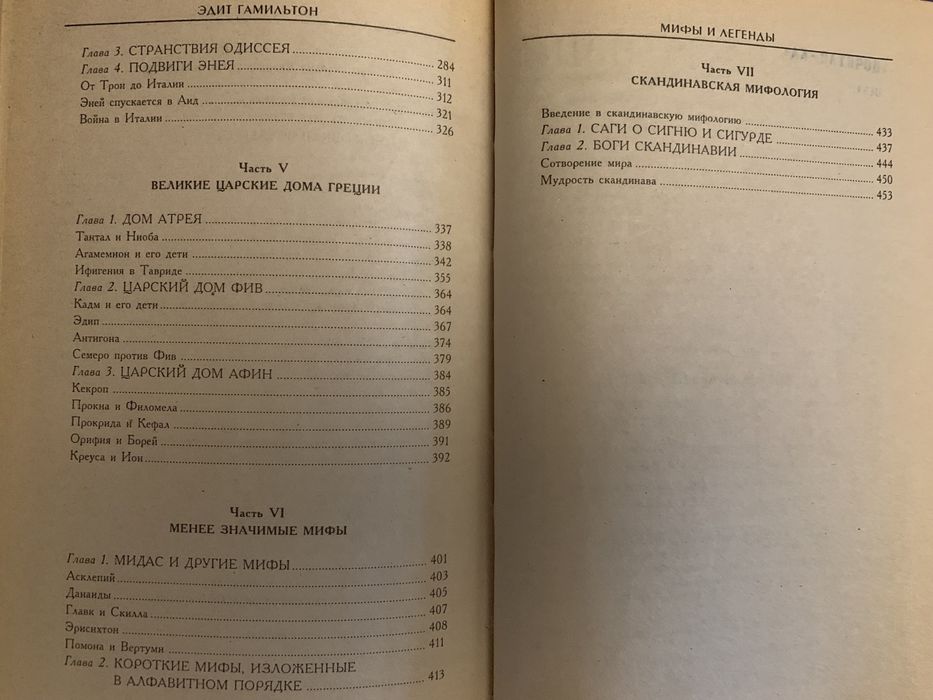 ЭДИТ ГАМИЛЬТОН
Глава 3. СТРАНСТВИЯ ОДИССЕЯ 284
Глава 4. ПОДВИГИ ЭНЕЯ 311
От Трои до Италии 312
Эней спускается в Аид 321
Война в Италии 326
Часть V
ВЕЛИКИЕ ЦАРСКИЕ ДОМА ГРЕЦИИ
Глава 1. ДОМ АТРЕЯ 337
Тантал и Ниоба 338
Агамемнон и его дети 342
Ифигения в Тавриде 355
Глава 2. ЦАРСКИЙ ДОМ ФИВ 364
Кадм и его дети 364
Эдип 367
Антигона 374
Семеро против Фив 379
Глава 3. ЦАРСКИЙ ДОМ АФИН 384
Кекроп 385
Прокна и Филомела 386
Прокрида и Кефал 389
Орифия и Борей 391
Креуса и Ион 392
Часть VI
МЕНЕЕ ЗНАЧИМЫЕ МИФЫ
Глава 1. МИДАС И ДРУГИЕ МИФЫ 401
Асклепий 403
Данаиды 405
Главк и Скилла 407
Эрисихтон 408
Помона и Вертумн 411
Глава 2. КОРОТКИЕ МИФЫ, ИЗЛОЖЕННЫЕ
В АЛФАВИТНОМ ПОРЯДКЕ 413
МИФЫ И ЛЕГЕНДЫ
Часть VII
СКАНДИНАВСКАЯ МИФОЛОГИЯ
Введение в скандинавскую мифологию 433
Глава 1. САГИ О СИГНЮ И СИГУРДЕ 437
Глава 2. БОГИ СКАНДИНАВИИ 444
Сотворение мира 450
Мудрость скандинава 453